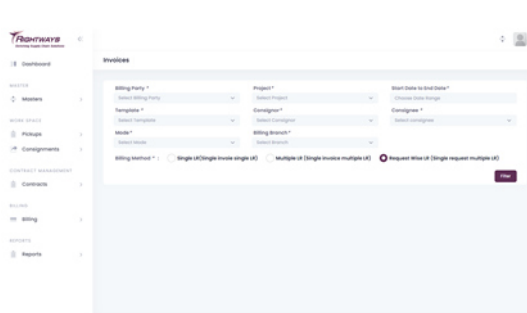 RIGHTWAYS
Dashboard
MASTER
Masters
WORK SPACE
Pickups
Consignments
CONTRACT MANAGEMENT
Contracts
BILLING
Billing
REPORTS
Reports
Invoices
Billing Party *
Project *
Start Date to End Date *
Select Billing Party
Select Project
Choose Date Range
Template *
Consignor *
Consignee *
Select Template
Select Consignor
Select consignee
Mode *
Billing Branch *
Select Mode
Select Branch
Billing Method * :
Single LR(Single invoie single LR)
Multiple LR (Single invoice multiple LR)
Request Wise LR (Single request multiple LR)
Filter